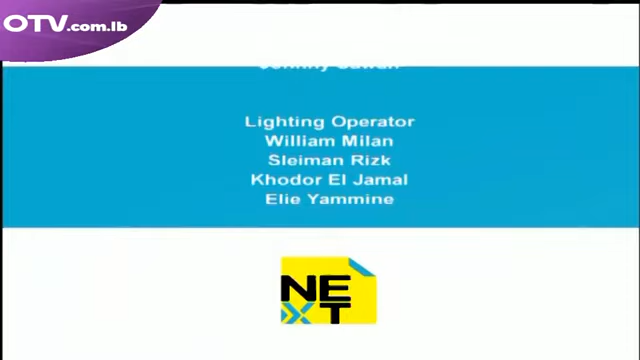 OTV.com.lb
Lighting Operator
William Milan
Sleiman Rizk
Khodor El Jamal
Elie Yammine
NEXT